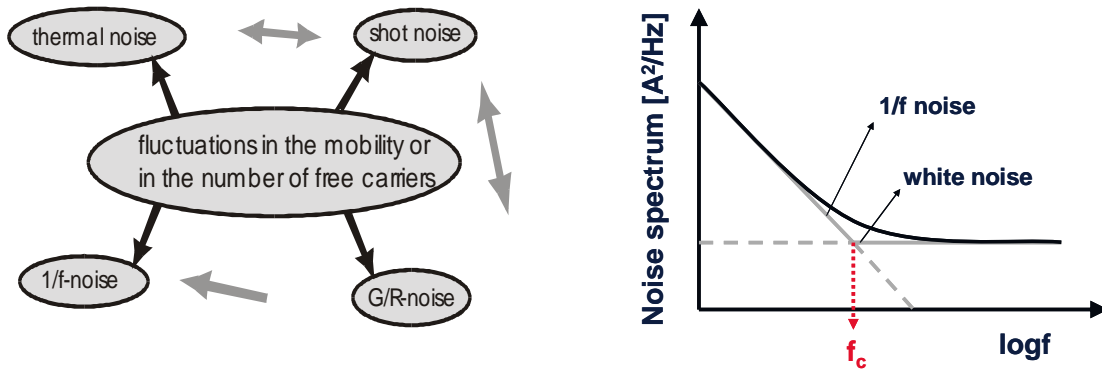 thermal noise
shot noise
fluctuations in the mobility or
in the number of free carriers
1/f-noise
G/R-noise
Noise spectrum [A²/Hz]
1/f noise
white noise
fc
logf